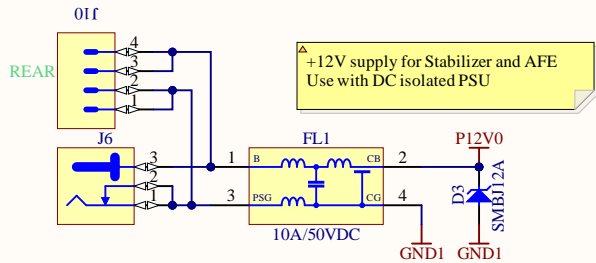 J10
REAR
4
3
2
1
+12V supply for Stabilizer and AFE
Use with DC isolated PSU
J6
3
2
1
FL1
1
B
CB
2
3
PSG
CG
4
10A/50VDC
P12V0
D3
SMBJ12A
GND1
GND1